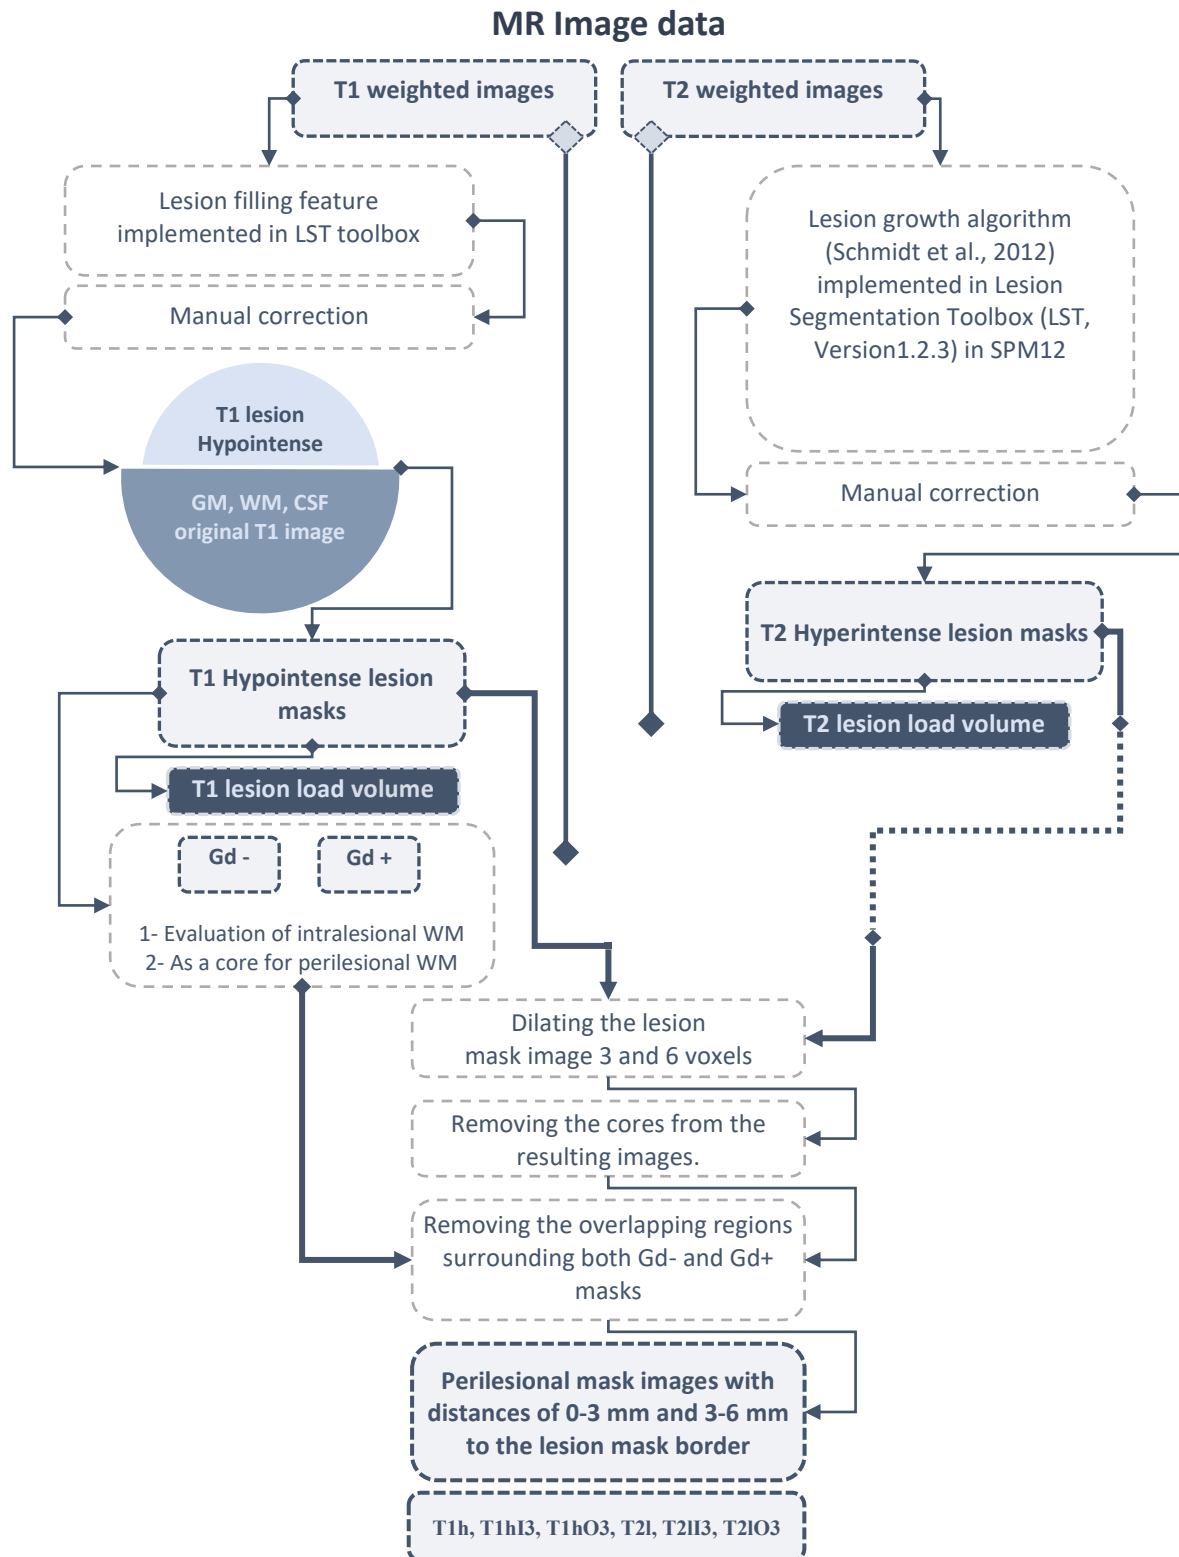 MR Image data
T1 weighted images
T2 weighted images
Lesion filling feature
implemented in LST toolbox
Manual correction
T1 lesion
Hypointense
GM, WM, CSF
original T1 image
Lesion growth algorithm
(Schmidt et al., 2012)
implemented in Lesion
Segmentation Toolbox (LST,
Version1.2.3) in SPM12
Manual correction
T2 Hyperintense lesion masks
T2 lesion load volume
T1 Hypointense lesion
masks
T1 lesion load volume
Gd -
Gd +
1- Evaluation of intralesional WM
2- As a core for perilesional WM
Dilating the lesion
mask image 3 and 6 voxels
Removing the cores from the
resulting images.
Removing the overlapping regions
surrounding both Gd- and Gd+
masks
Perilesional mask images with
distances of 0-3 mm and 3-6 mm
to the lesion mask border
T1h, T1hI3, T1hO3, T2l, T2lI3, T2lO3